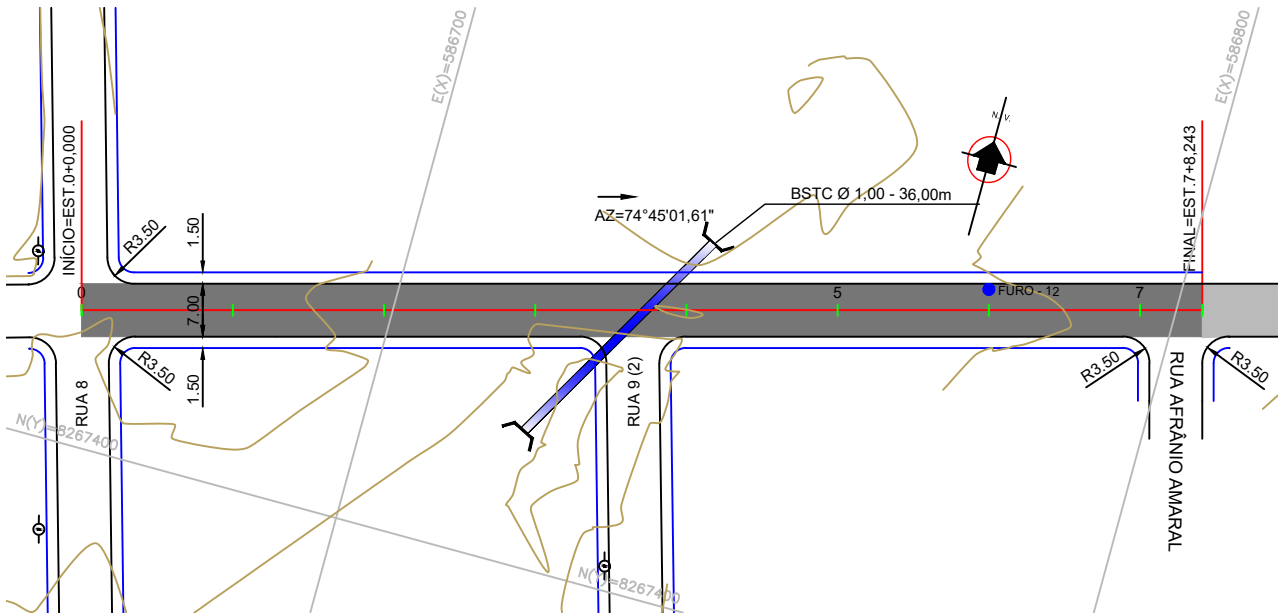 E(X)=586700
E(X)=586800
N. V.
INÍCIO=EST.0+0,000
R3.50
1.50
AZ=74°45'01,61"
BSTC Ø 1,00 - 36,00m
FINAL=EST.7+8,243
0
7.00
5
FURO - 12
7
R3.50
1.50
RUA 8
RUA 9 (2)
R3.50
R3.50
RUA AFRÂNIO AMARAL
N(Y)=8267400
N(Y)=8267400